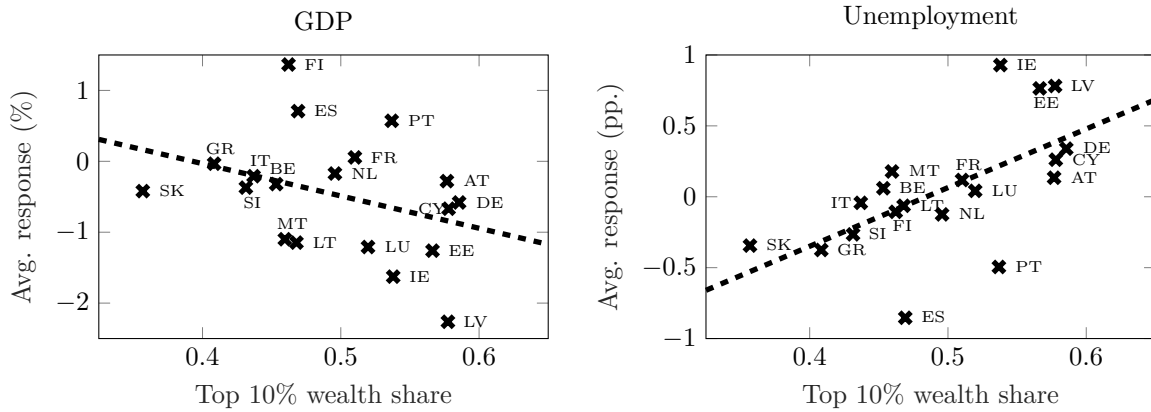 GDP
Avg. response (%)
1
0
−1
−2
FI
ES
PT
GR
IT
BE
FR
NL
SK
SI
AT
CY
DE
MT
LT
LU
EE
IE
LV
0.4
0.5
0.6
Top 10% wealth share
Unemployment
Avg. response (pp.)
1
0.5
0
−0.5
−1
IE
LV
EE
DE
CY
AT
MT
FR
BE
LU
IT
LT
FI
NL
SI
SK
GR
PT
ES
0.4
0.5
0.6
Top 10% wealth share